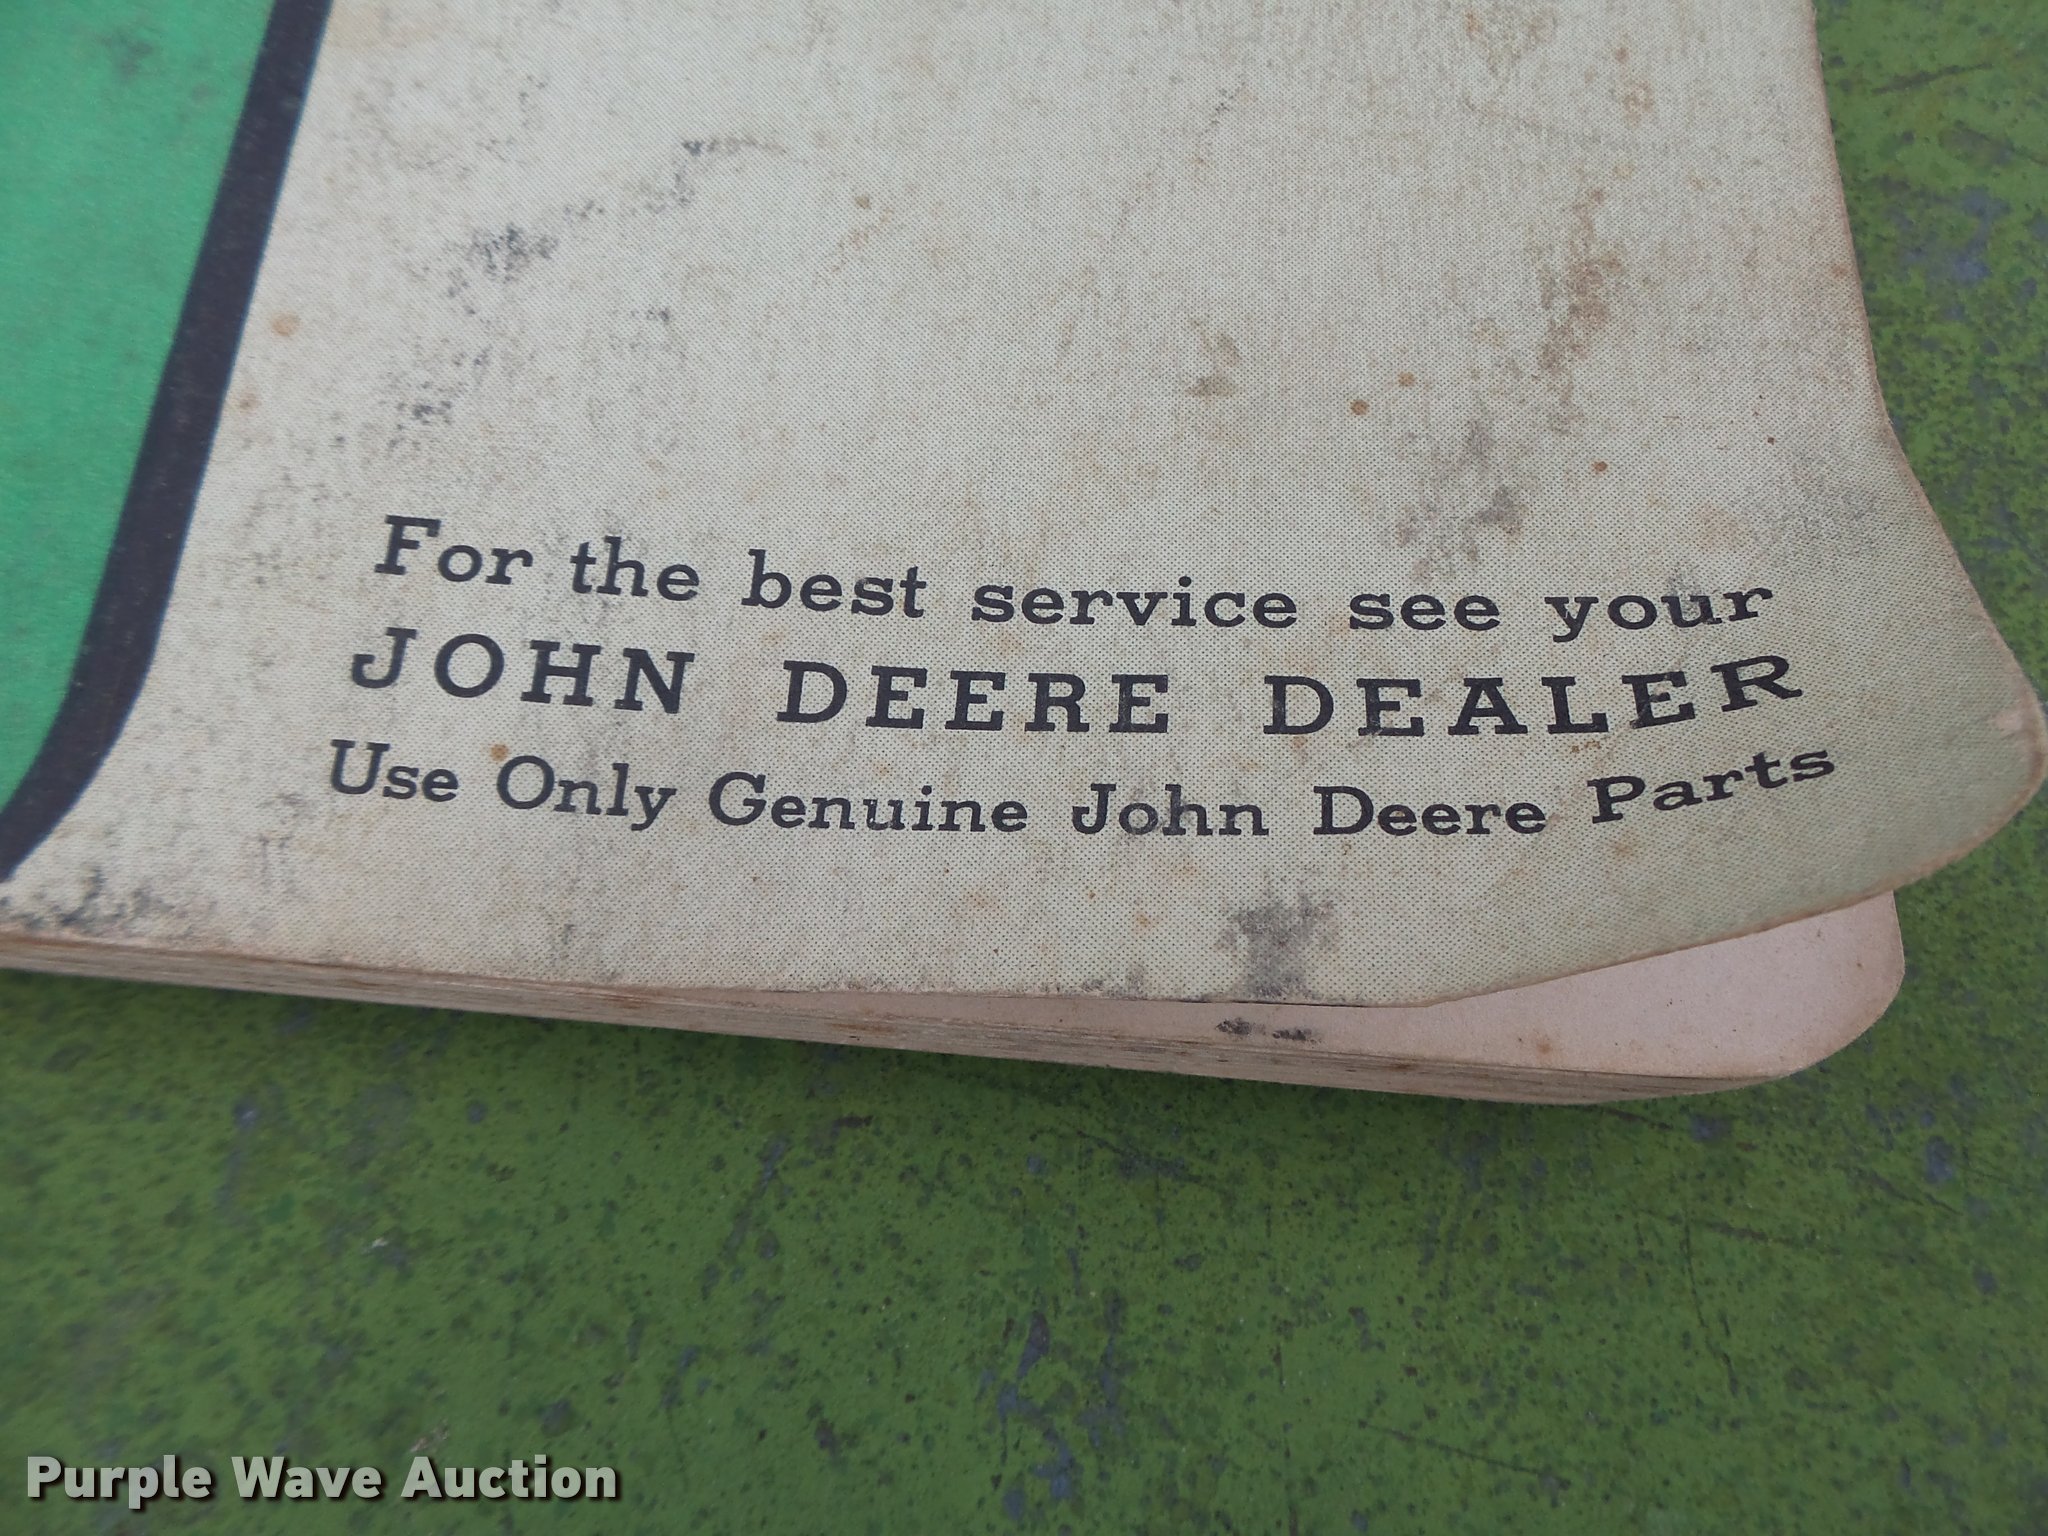 For the best service see your
JOHN DEERE DEALER
Use Only Genuine John Deere Parts
Purple Wave Auction